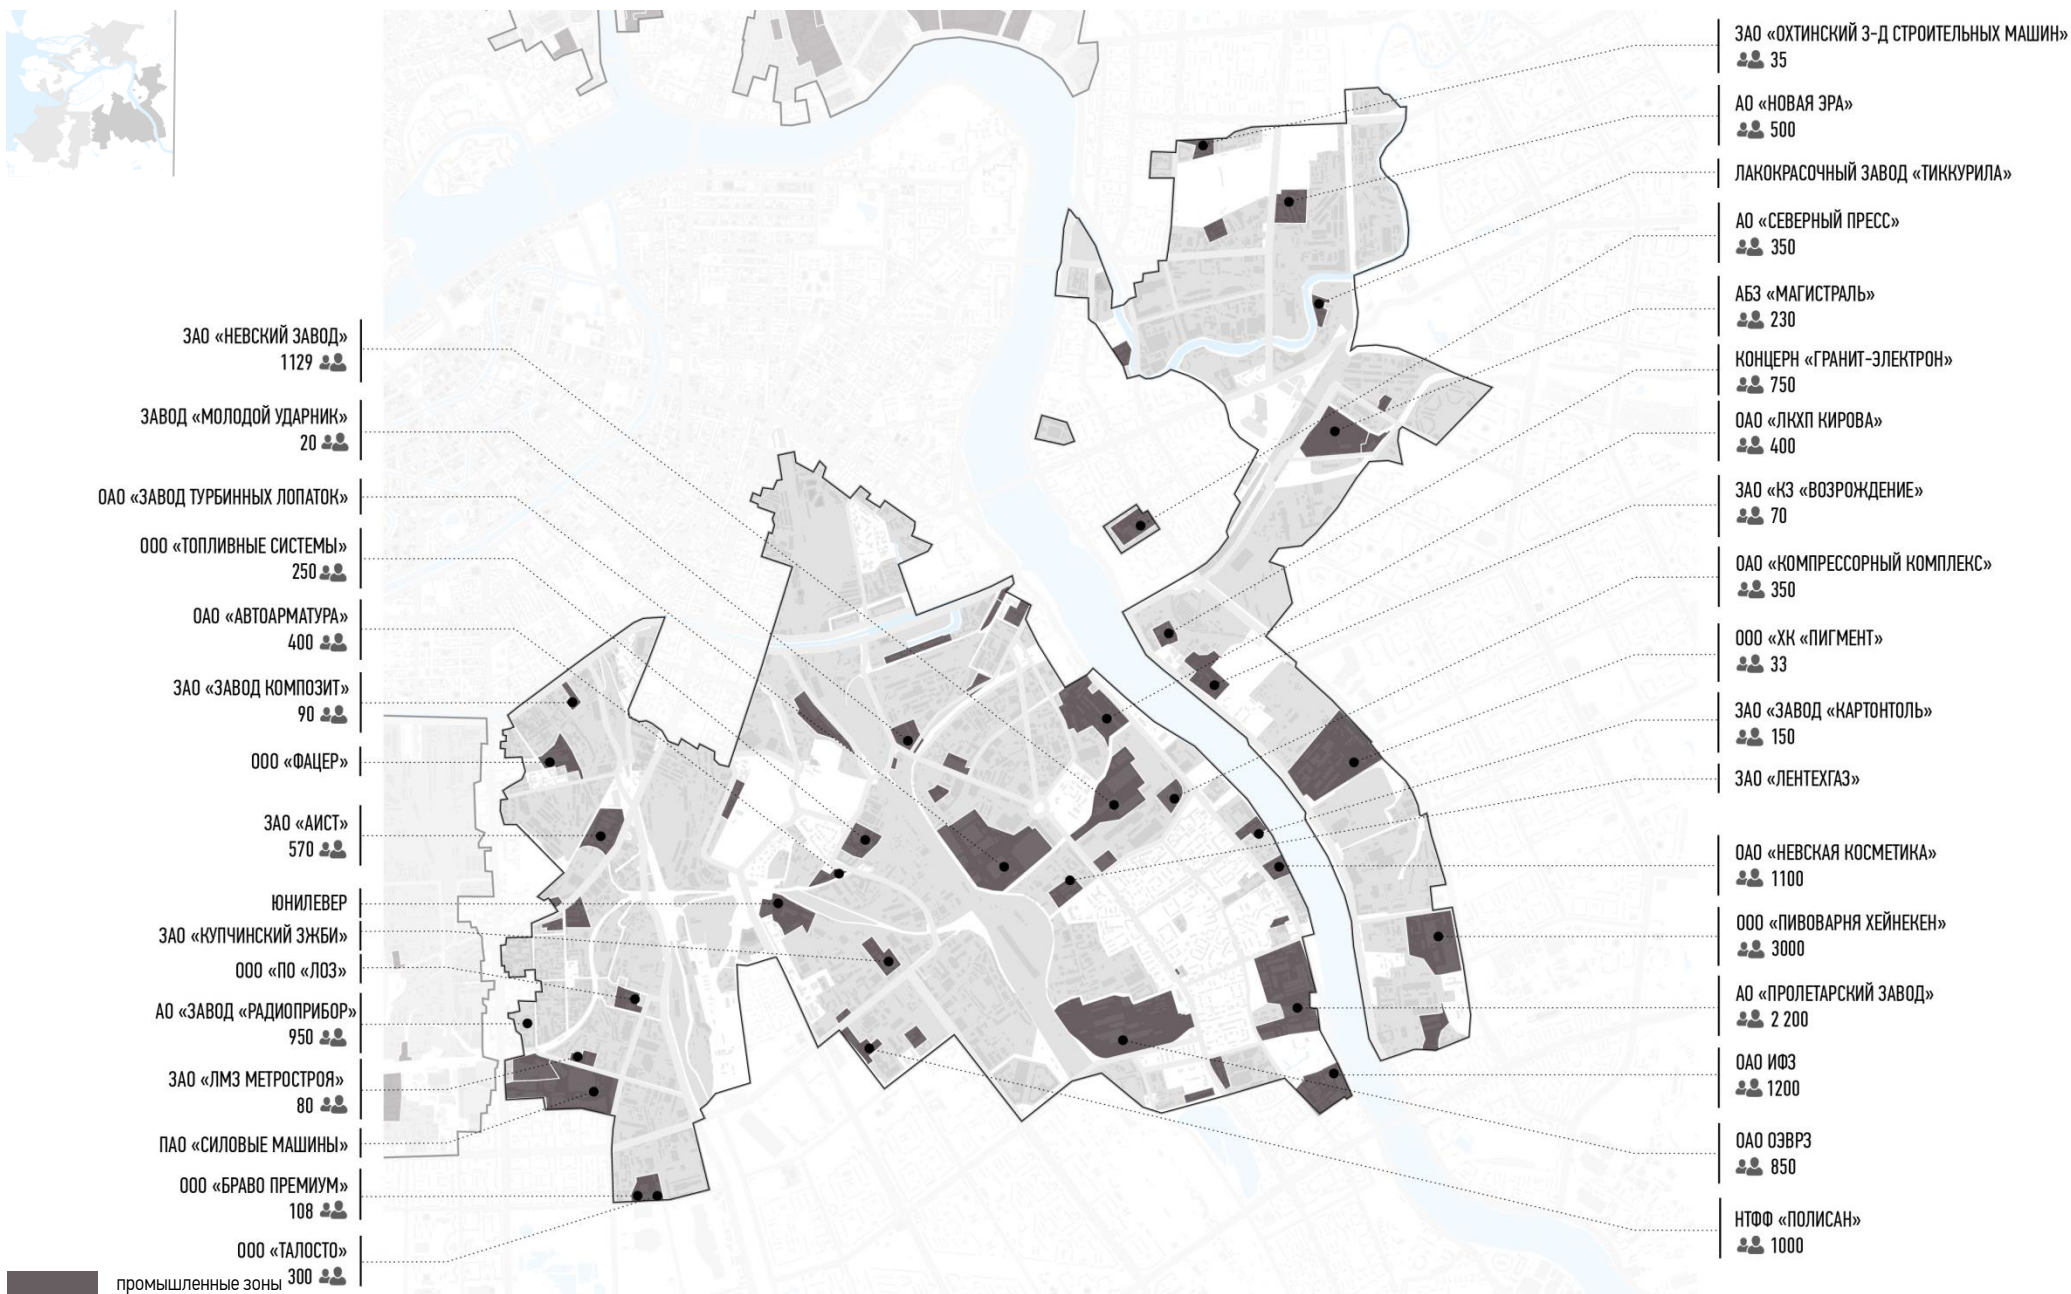 ЗАО «НЕВСКИЙ ЗАВОД»
1129
ЗАВОД «МОЛОДОЙ УДАРНИК»
20
ОАО «ЗАВОД ТУРБИННЫХ ЛОПАТОК»
ООО «ТОПЛИВНЫЕ СИСТЕМЫ»
250
ОАО «АВТОАРМАТУРА»
400
ЗАО «ЗАВОД КОМПОЗИТ»
90
ООО «ФАЦЕР»
ЗАО «АИСТ»
570
ЮНИЛЕВЕР
ЗАО «КУПЧИНСКИЙ ЗЖБИ»
ООО «ПО «ЛОЗ»
АО «ЗАВОД «РАДИОПРИБОР»
950
ЗАО «ЛМЗ МЕТРОСТРОЯ»
80
ПАО «СИЛОВЫЕ МАШИНЫ»
ООО «БРАВО ПРЕМИУМ»
108
ООО «ТАЛОСТО»
300
промышленные зоны
ЗАО «ОХТИНСКИЙ З-Д СТРОИТЕЛЬНЫХ МАШИН»
35
АО «НОВАЯ ЭРА»
500
ЛАКОКРАСОЧНЫЙ ЗАВОД «ТИККУРИЛА»
АО «СЕВЕРНЫЙ ПРЕСС»
350
АБЗ «МАГИСТРАЛЬ»
230
КОНЦЕРН «ГРАНИТ-ЭЛЕКТРОН»
750
ОАО «ЛКХП КИРОВА»
400
ЗАО «КЗ «ВОЗРОЖДЕНИЕ»
70
ОАО «КОМПРЕССОРНЫЙ КОМПЛЕКС»
350
ООО «ХК «ПИГМЕНТ»
33
ЗАО «ЗАВОД «КАРТОНТОЛЬ»
150
ЗАО «ЛЕНТЕХГАЗ»
ОАО «НЕВСКАЯ КОСМЕТИКА»
1100
ООО «ПИВОВАРНЯ ХЕЙНЕКЕН»
3000
АО «ПРОЛЕТАРСКИЙ ЗАВОД»
2 200
ОАО ИФЗ
1200
ОАО ОЭВРЗ
850
НТФФ «ПОЛИСАН»
1000